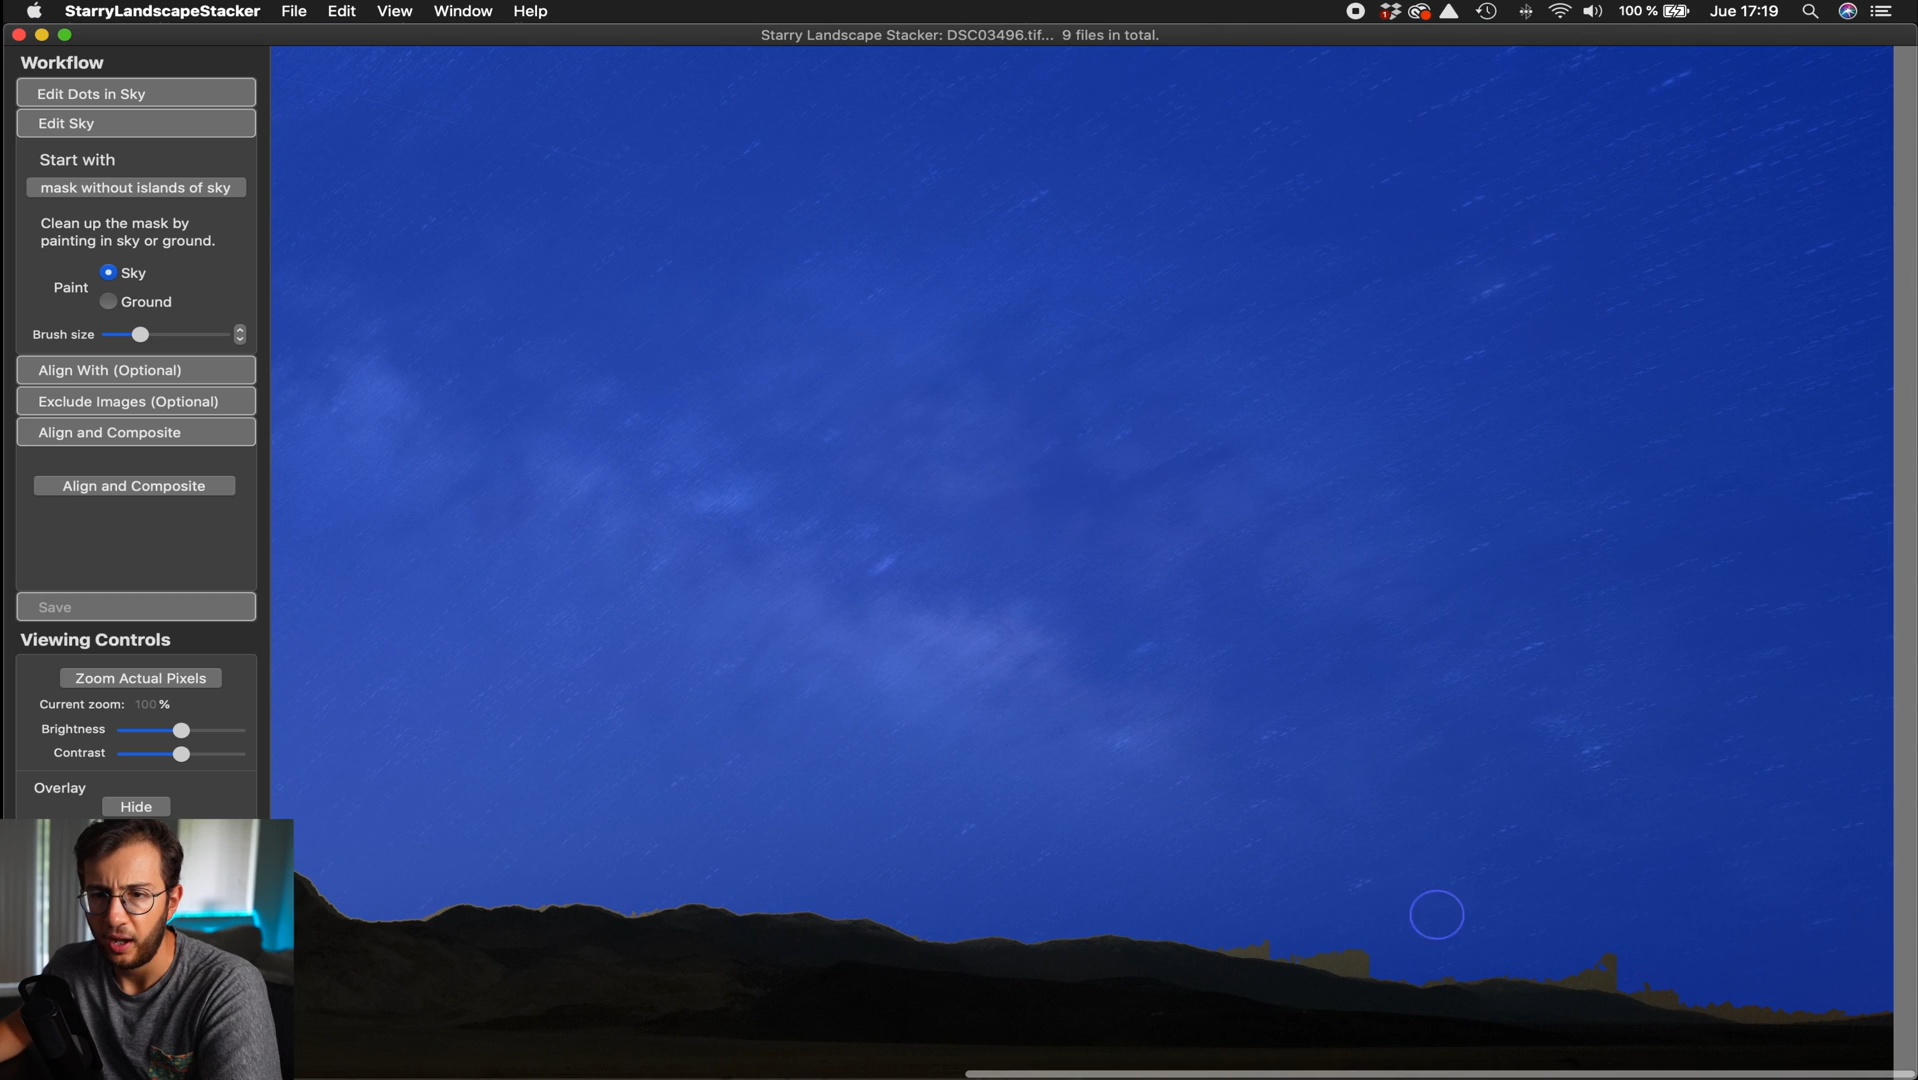 StarryLandscapeStacker File Edit View Window Help 1 100 % Jue 17:19
Starry Landscape Stacker: DSC03496.tif... 9 files in total.
Workflow
Edit Dots in Sky
Edit Sky
Start with
mask without islands of sky
Clean up the mask by
painting in sky or ground.
Sky
Paint
Ground
Brush size
Align With (Optional)
Exclude Images (Optional)
Align and Composite
Align and Composite
Save
Viewing Controls
Zoom Actual Pixels
Current zoom: 100 %
Brightness
Contrast
Overlay
Hide